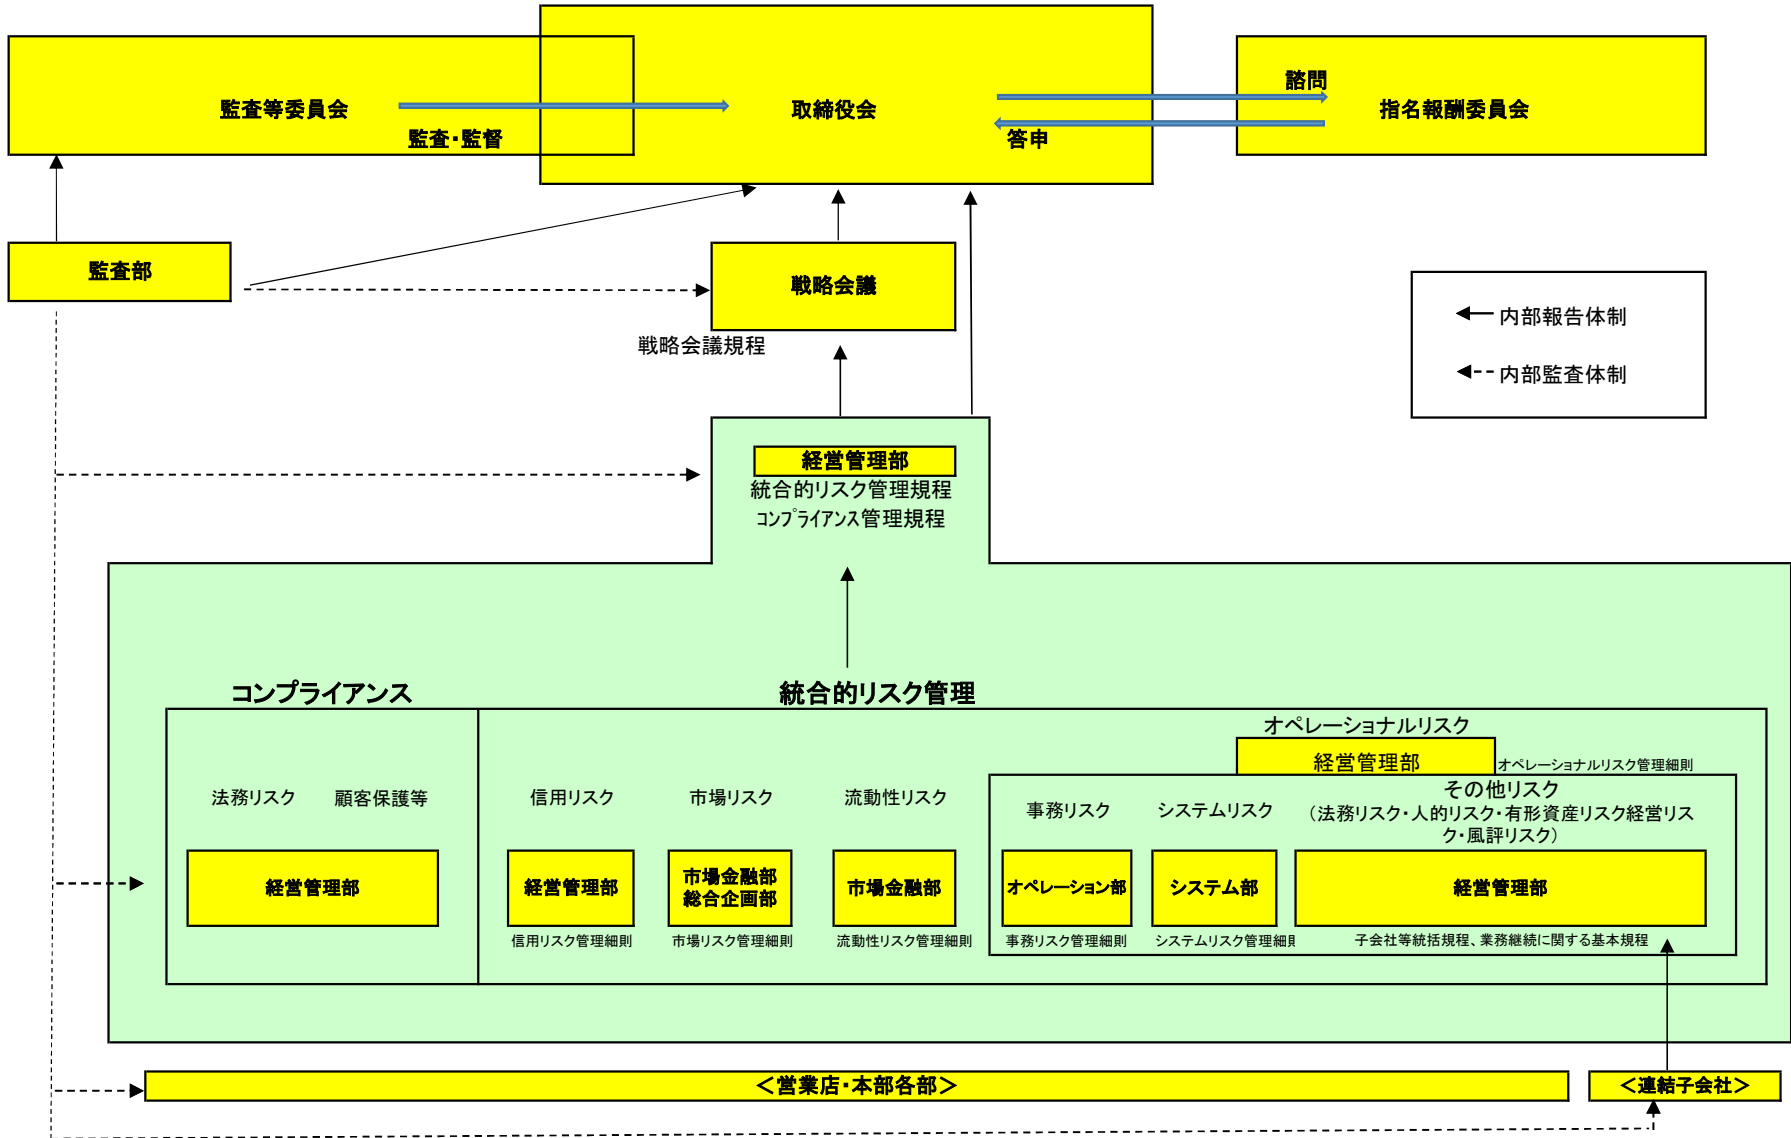 監査等委員会
監査・監督
取締役会
諮問
答申
指名報酬委員会
監査部
戦略会議
戦略会議規程
内部報告体制
内部監査体制
経営管理部
統合的リスク管理規程
コンプライアンス管理規程
コンプライアンス
統合的リスク管理
オペレーショナルリスク
経営管理部
オペレーショナルリスク管理細則
法務リスク
顧客保護等
信用リスク
市場リスク
流動性リスク
事務リスク
システムリスク
その他リスク
（法務リスク・人的リスク・有形資産リスク経営リス
ク・風評リスク）
経営管理部
経営管理部
市場金融部
総合企画部
市場金融部
オペレーション部
システム部
経営管理部
信用リスク管理細則
市場リスク管理細則
流動性リスク管理細則
事務リスク管理細則
システムリスク管理細則
子会社等統括規程、業務継続に関する基本規程
＜営業店・本部各部＞
＜連結子会社＞